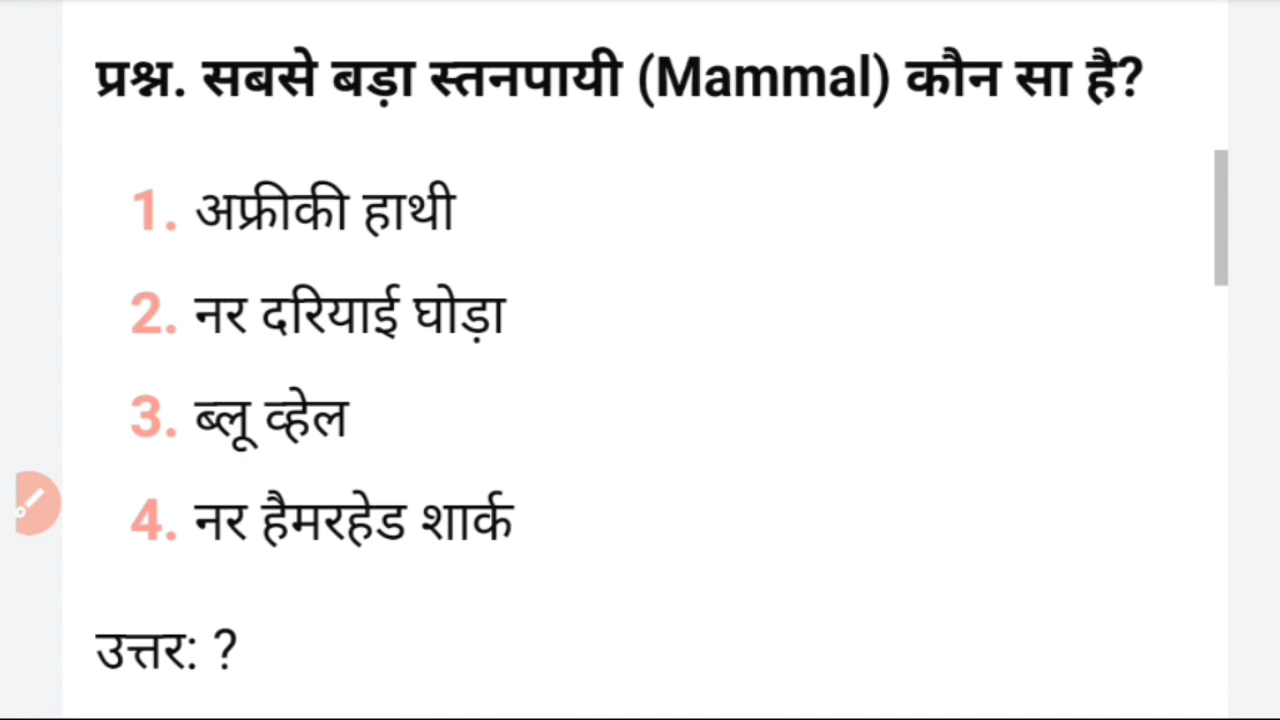 प्रश्न. सबसे बड़ा स्तनपायी (Mammal) कौन सा है?
1. अफ्रीकी हाथी
2. नर दरियाई घोड़ा
3. ब्लू व्हेल
4. नर हैमरहेड शार्क
उत्तर: ?